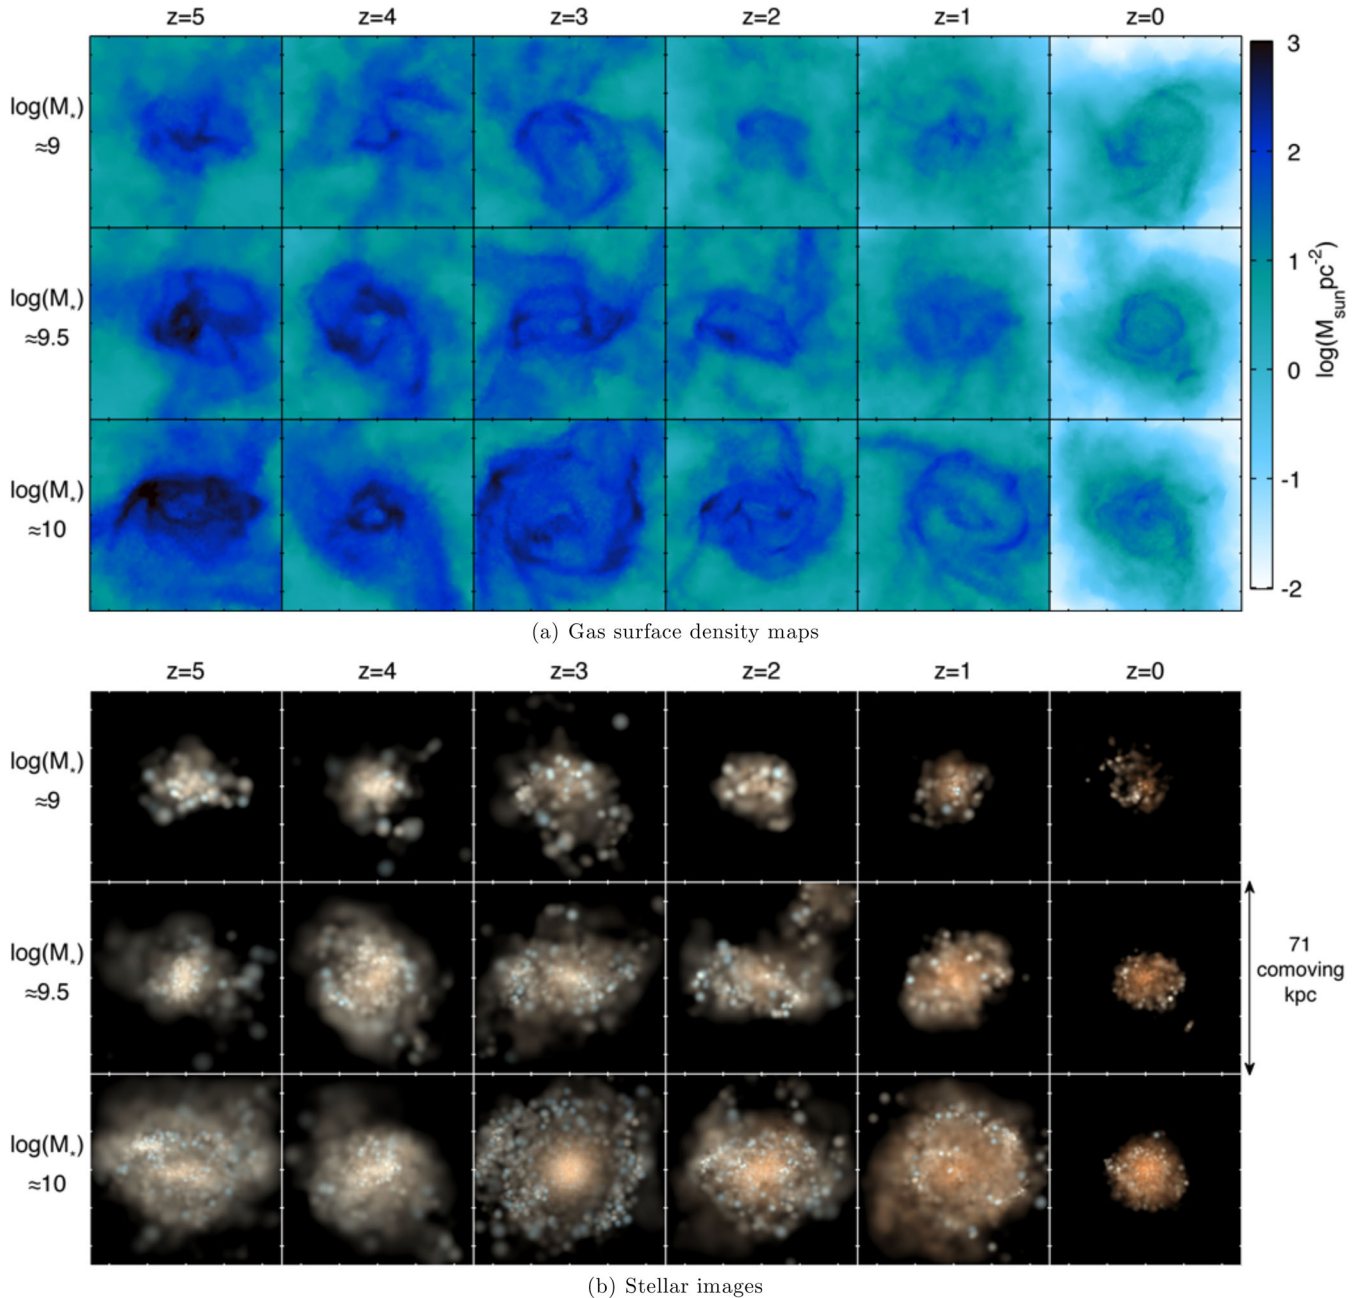 z=5 z=4 z=3 z=2 z=1 z=0
log(M*)
≈9
log(M*)
≈9.5
log(M*)
≈10
3
2
1
0
-1
-2
log(Msunpc-2)
(a) Gas surface density maps
z=5 z=4 z=3 z=2 z=1 z=0
log(M*)
≈9
log(M*)
≈9.5
log(M*)
≈10
71
comoving
kpc
(b) Stellar images